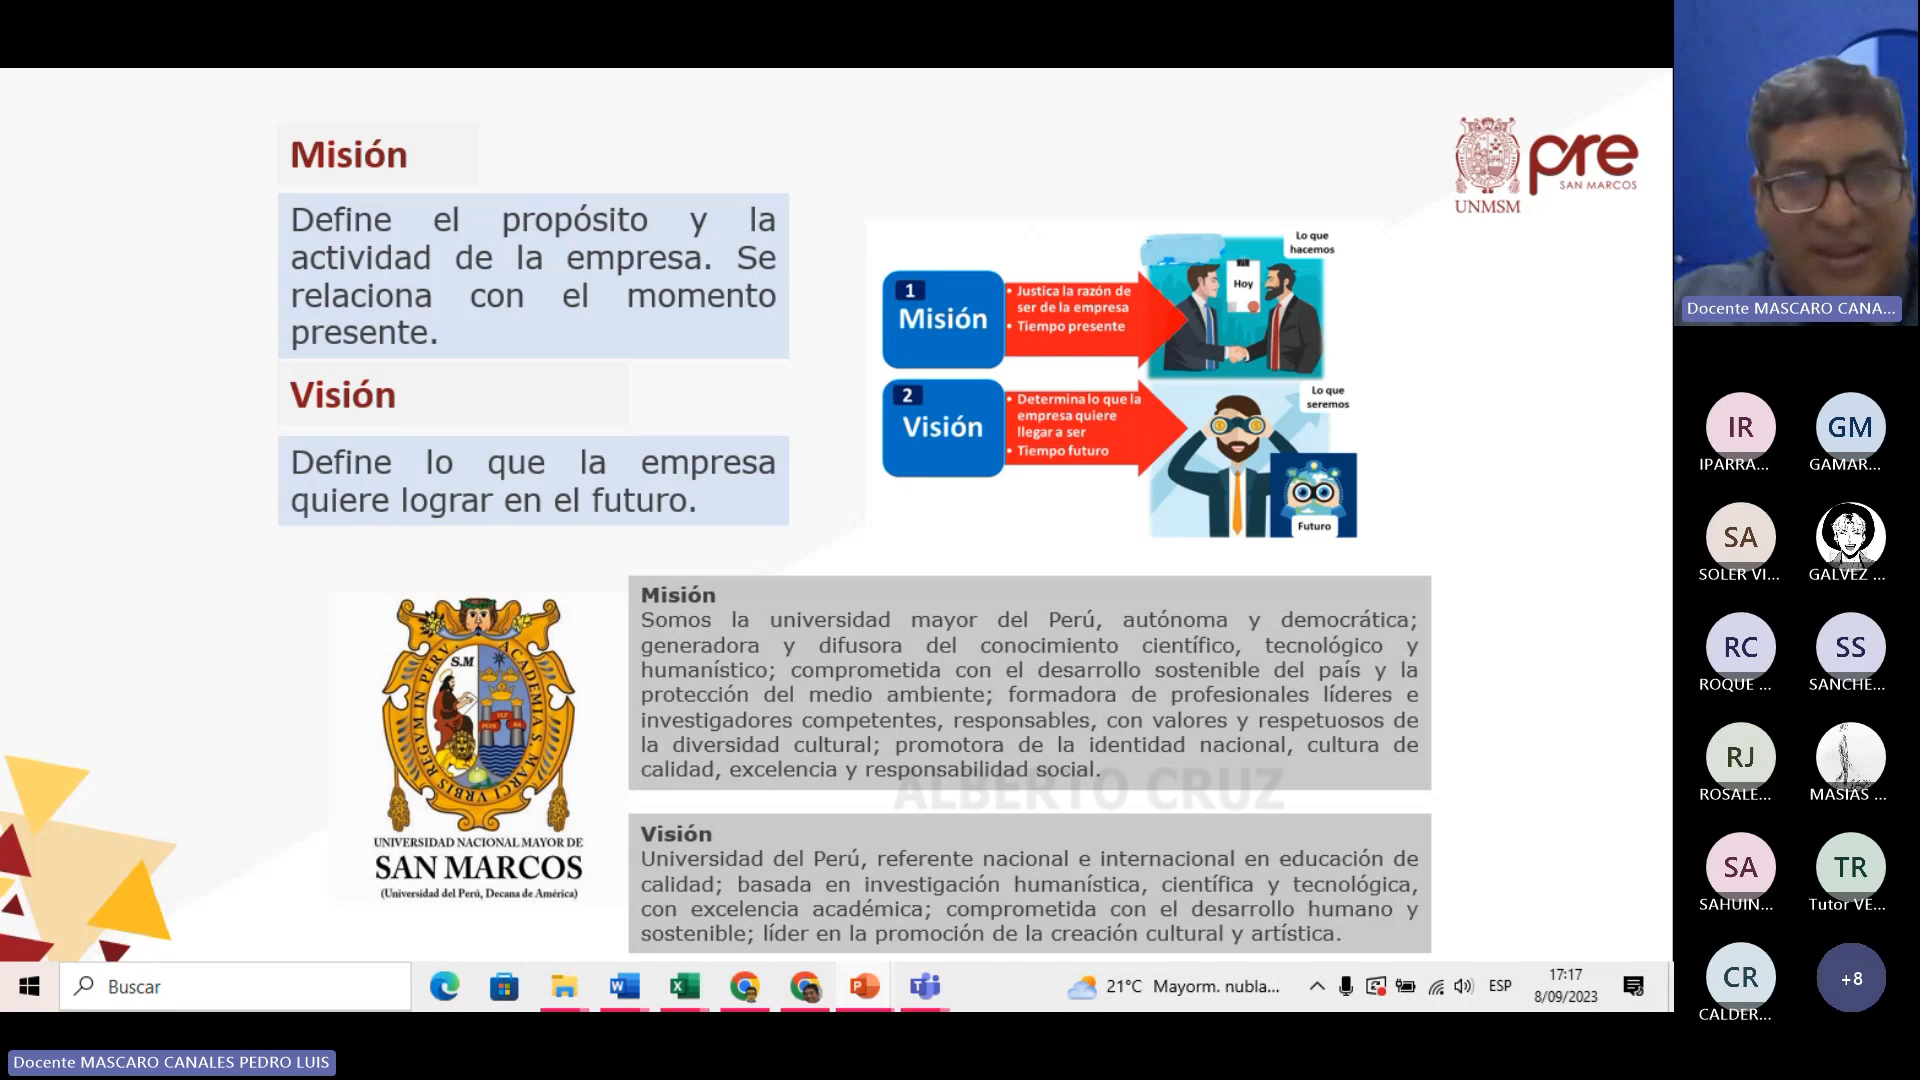 Misión
Define el propósito y la
actividad de la empresa. Se
relaciona con el momento
presente.
Visión
Define lo que la empresa
quiere lograr en el futuro.
UNMSM
pre
SAN MARCOS
1
Misión
• Justica la razón de
ser de la empresa
• Tiempo presente
Lo que
hacemos
Hoy
2
Visión
• Determina lo que la
empresa quiere
llegar a ser
• Tiempo futuro
Lo que
seremos
Futuro
S.M
ACADEMIA S. MARCI VRBIS REGVM IN PERV
UNIVERSIDAD NACIONAL MAYOR DE
SAN MARCOS
(Universidad del Perú, Decana de América)
Misión
Somos la universidad mayor del Perú, autónoma y democrática;
generadora y difusora del conocimiento científico, tecnológico y
humanístico; comprometida con el desarrollo sostenible del país y la
protección del medio ambiente; formadora de profesionales líderes e
investigadores competentes, responsables, con valores y respetuosos de
la diversidad cultural; promotora de la identidad nacional, cultura de
calidad, excelencia y responsabilidad social.
ALBERTO CRUZ
Visión
Universidad del Perú, referente nacional e internacional en educación de
calidad; basada en investigación humanística, científica y tecnológica,
con excelencia académica; comprometida con el desarrollo humano y
sostenible; líder en la promoción de la creación cultural y artística.
Buscar
21°C Mayorm. nubla...
ESP
17:17
8/09/2023
Docente MASCARO CANALES PEDRO LUIS
Docente MASCARO CANA...
IR
IPARRA...
GM
GAMAR...
SA
SOLER VI...
GALVEZ ...
RC
ROQUE ...
SS
SANCHE...
RJ
ROSALE...
MASIAS ...
SA
SAHUIN...
TR
Tutor VE...
CR
CALDER...
+8